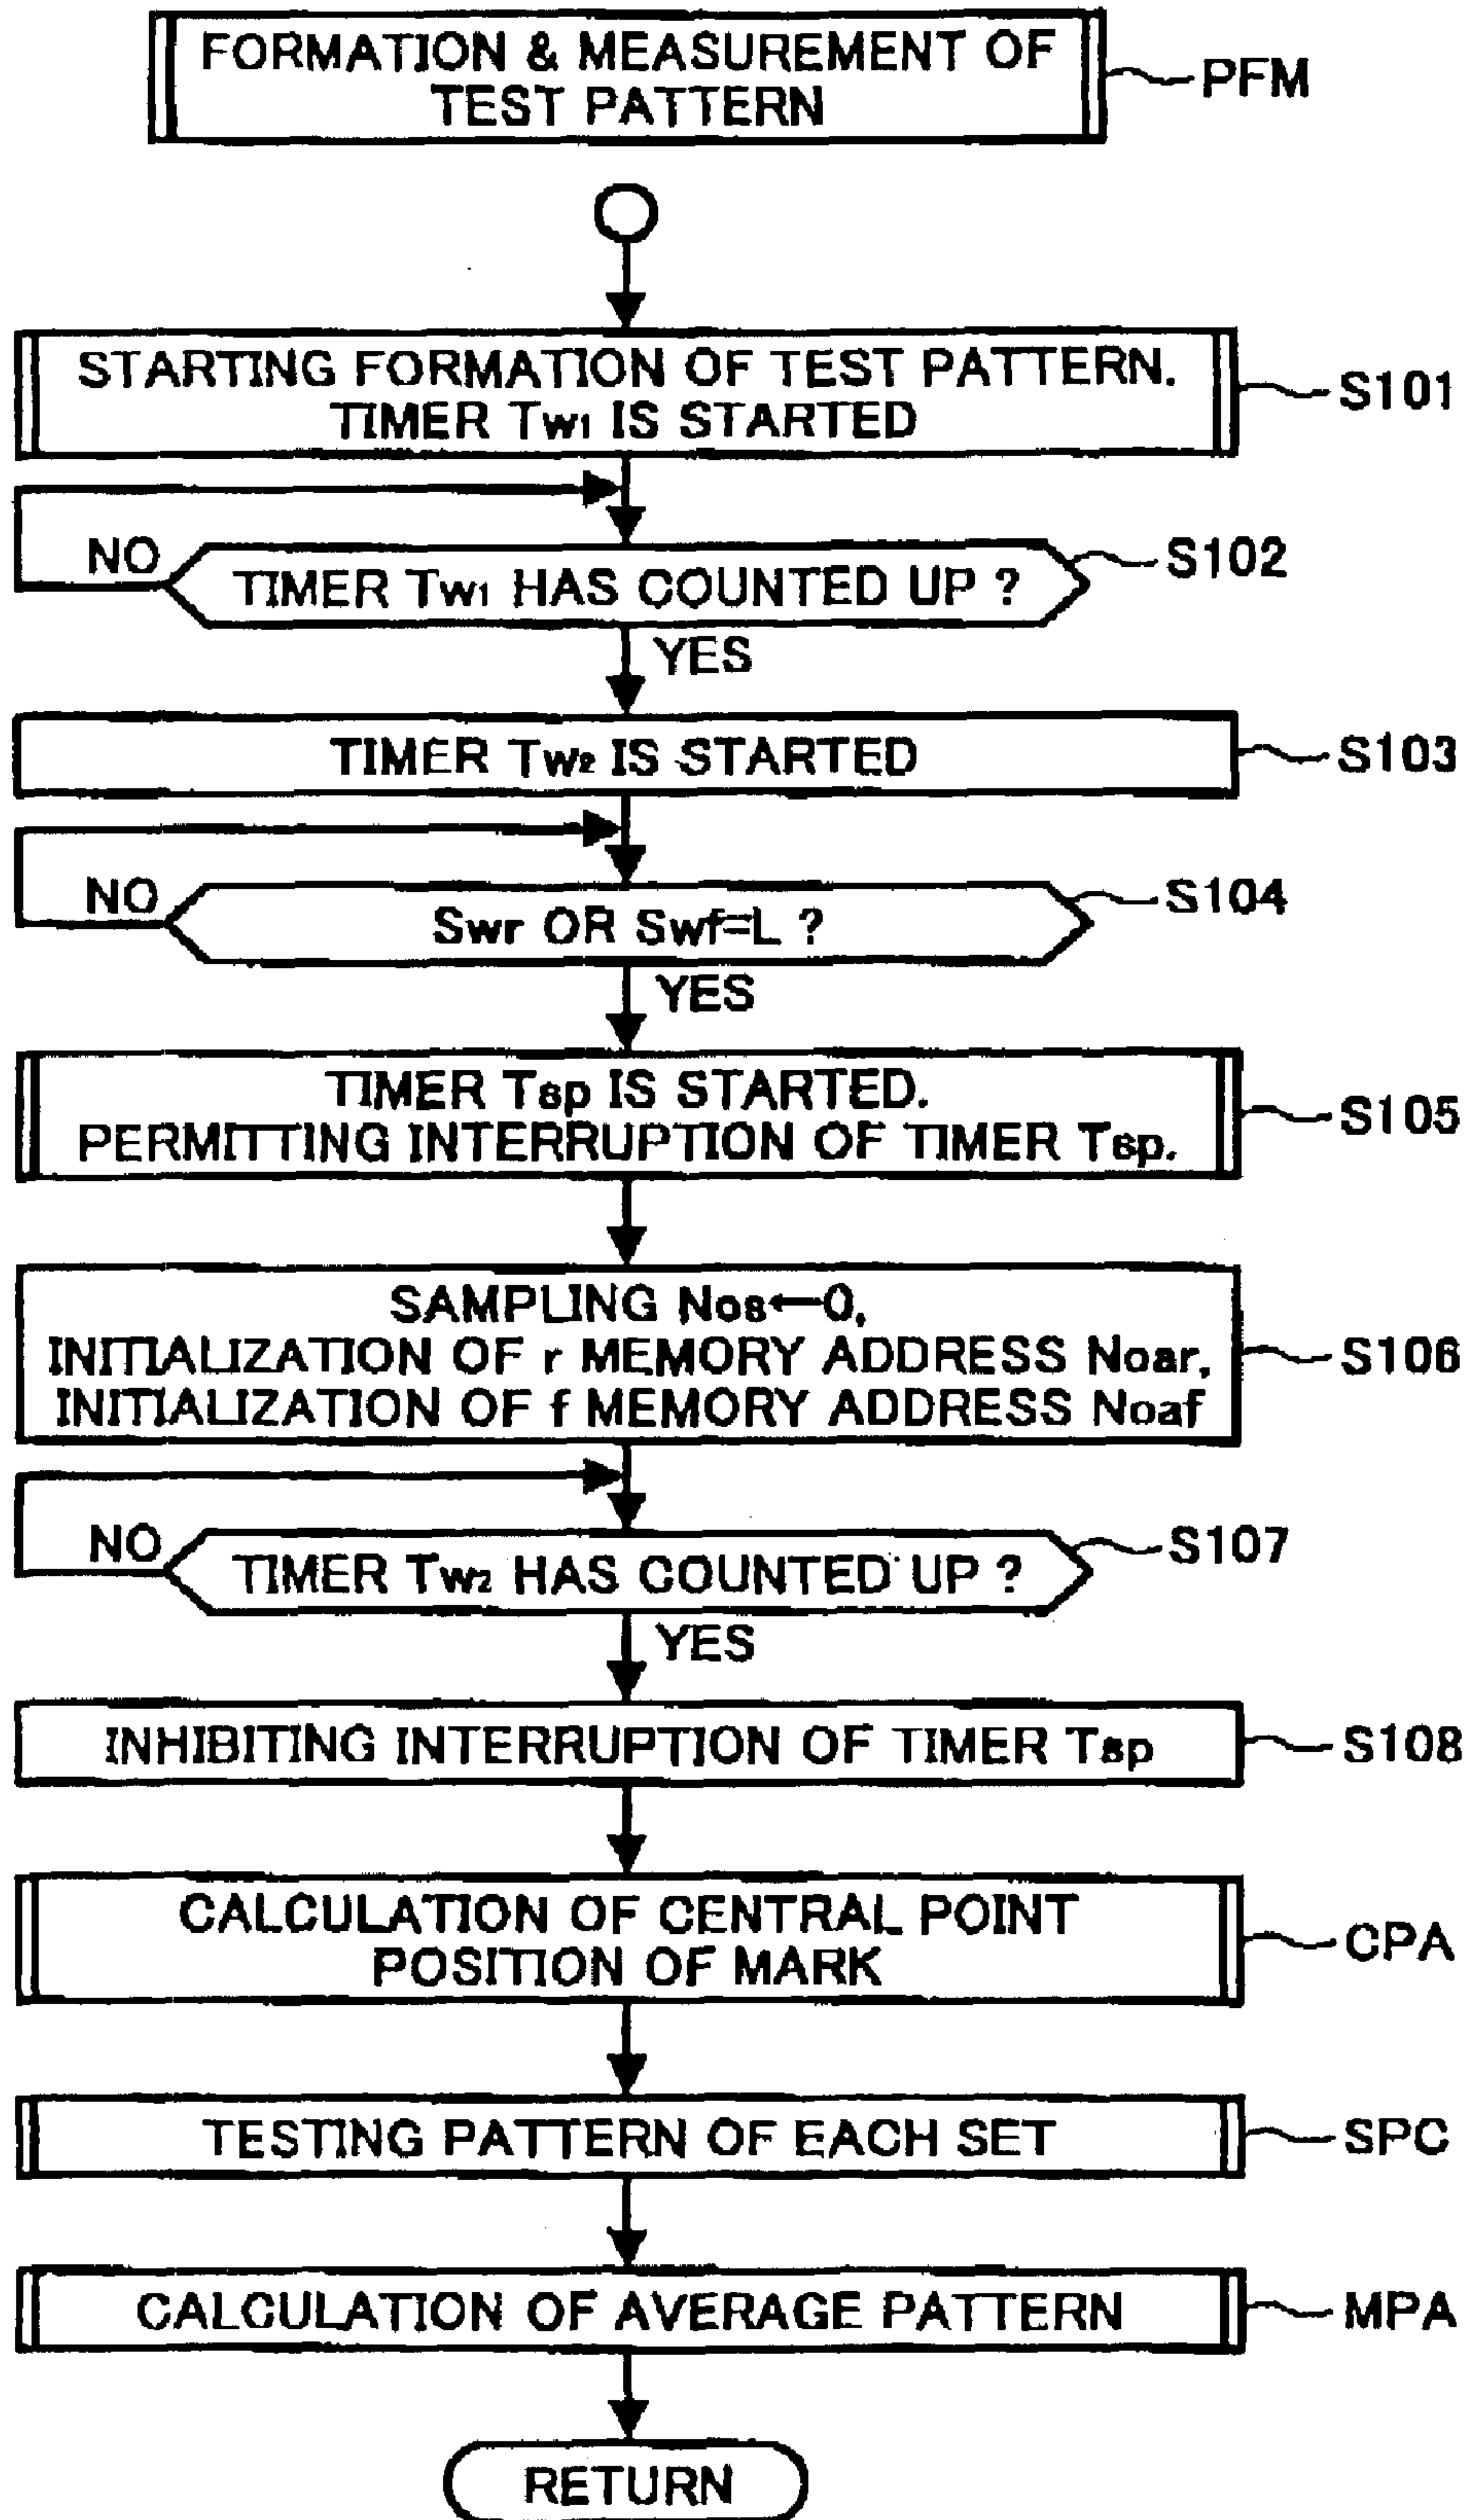 FORMATION & MEASUREMENT OF
TEST PATTERN
PFM
STARTING FORMATION OF TEST PATTERN.
TIMER Tw1 IS STARTED
S101
NO
TIMER Tw1 HAS COUNTED UP ?
S102
YES
TIMER Tw2 IS STARTED
S103
NO
Swr OR Swf=L ?
S104
YES
TIMER Tsp IS STARTED.
PERMITTING INTERRUPTION OF TIMER Tsp.
S105
SAMPLING Nos←0,
INITIALIZATION OF r MEMORY ADDRESS Noar,
INITIALIZATION OF f MEMORY ADDRESS Noaf
S106
NO
TIMER Tw2 HAS COUNTED UP ?
S107
YES
INHIBITING INTERRUPTION OF TIMER Tsp
S108
CALCULATION OF CENTRAL POINT
POSITION OF MARK
CPA
TESTING PATTERN OF EACH SET
SPC
CALCULATION OF AVERAGE PATTERN
MPA
RETURN